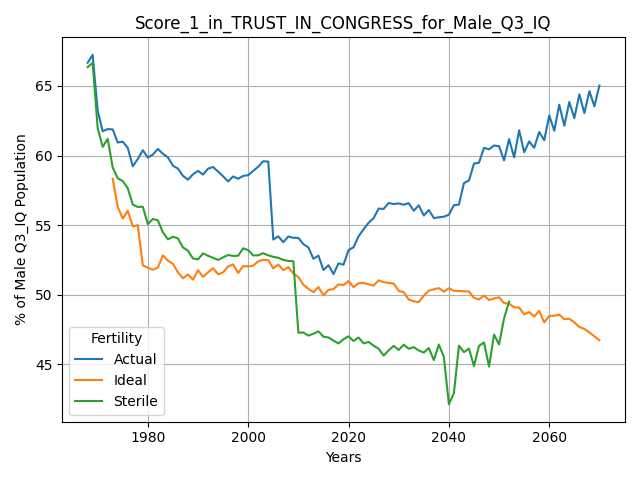 Score_1_in_TRUST_IN_CONGRESS_for_Male_Q3_IQ
% of Male Q3_IQ Population
65
60
55
50
45
Fertility
Actual
Ideal
Sterile
1980 2000 2020 2040 2060
Years